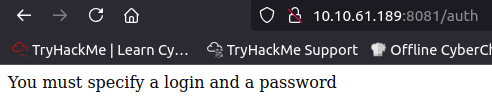 10.10.61.189:8081/auth
TryHackMe | Learn Cy… TryHackMe Support Offline CyberCh
You must specify a login and a password